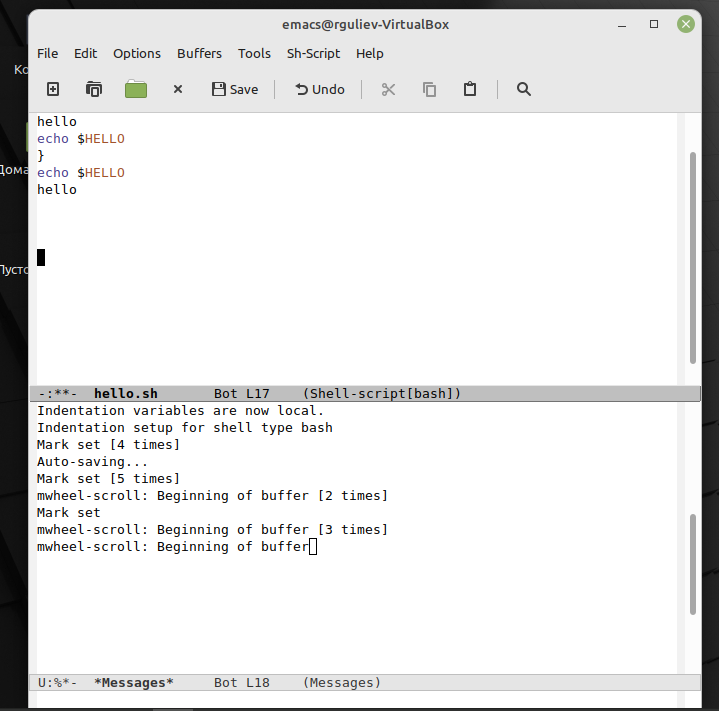 emacs@rguliev-VirtualBox
File Edit Options Buffers Tools Sh-Script Help
Save Undo
hello
echo $HELLO
}
echo $HELLO
hello
-:**- hello.sh Bot L17 (Shell-script[bash])
Indentation variables are now local.
Indentation setup for shell type bash
Mark set [4 times]
Auto-saving...
Mark set [5 times]
mwheel-scroll: Beginning of buffer [2 times]
Mark set
mwheel-scroll: Beginning of buffer [3 times]
mwheel-scroll: Beginning of buffer
U:%*- *Messages* Bot L18 (Messages)